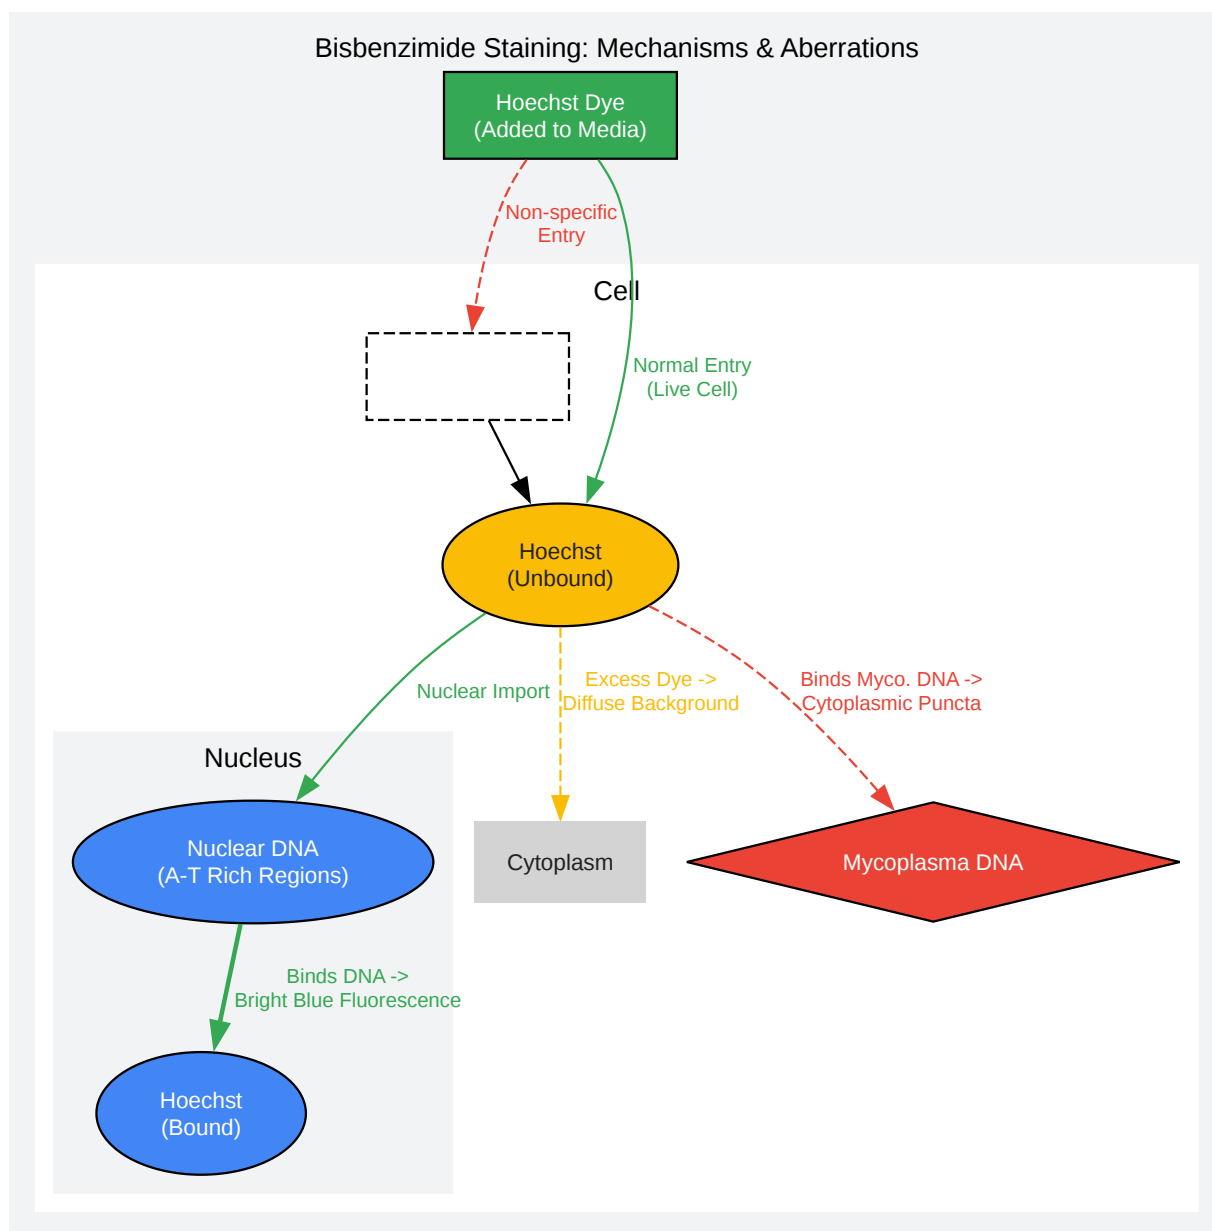 Bisbenzimide Staining: Mechanisms & Aberrations
Hoechst Dye
(Added to Media)
Non-specific
Entry
Cell
Normal Entry
(Live Cell)
Hoechst
(Unbound)
Nuclear Import
Excess Dye ->
Diffuse Background
Binds Myco. DNA ->
Cytoplasmic Puncta
Nucleus
Nuclear DNA
(A-T Rich Regions)
Cytoplasm
Mycoplasma DNA
Binds DNA ->
Bright Blue Fluorescence
Hoechst
(Bound)